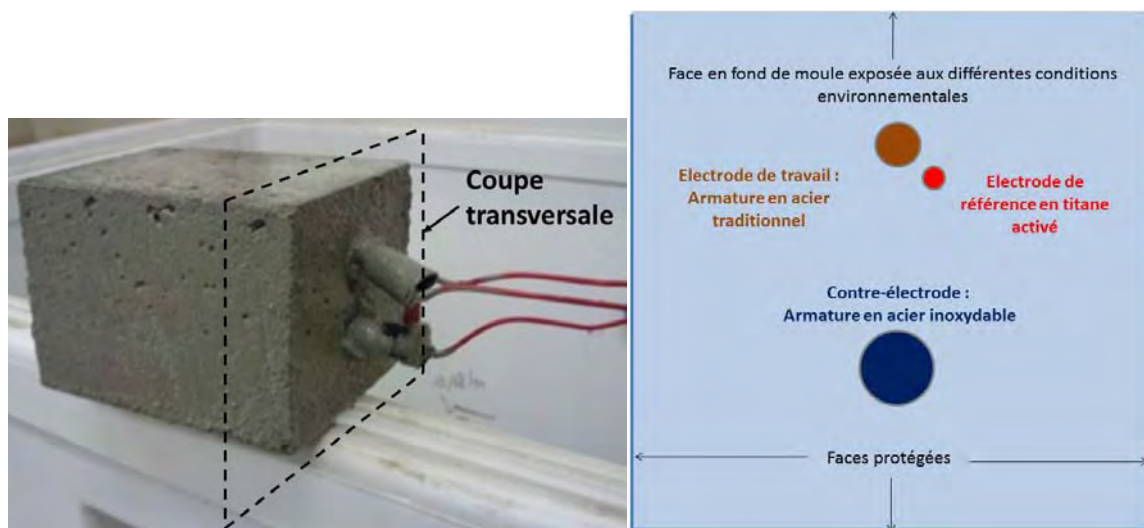 Coupe
transversale
Face en fond de moule exposée aux différentes conditions
environnementales
Electrode de travail :
Armature en acier
traditionnel
Electrode de
référence en titane
activé
Contre-électrode :
Armature en acier inoxydable
Faces protégées